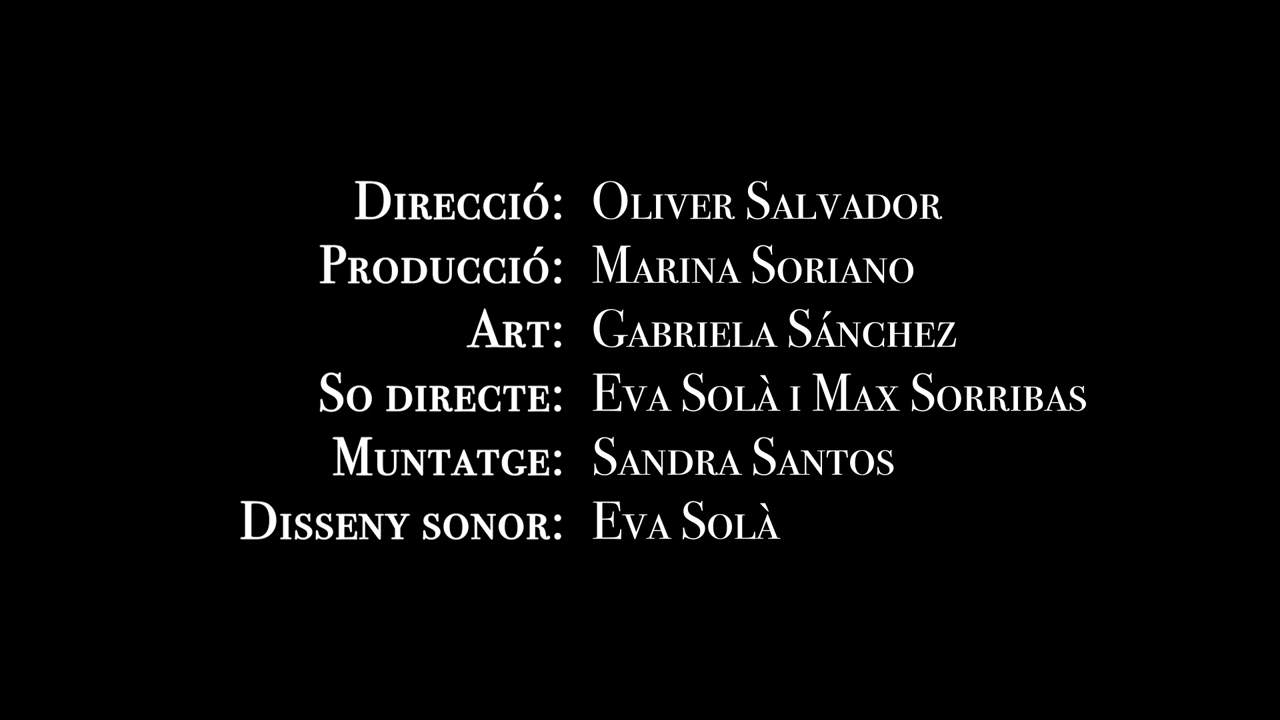 Direcció: Oliver Salvador
Producció: Marina Soriano
Art: Gabriela Sánchez
So directe: Eva Solà i Max Sorribas
Muntatge: Sandra Santos
Disseny sonor: Eva Solà